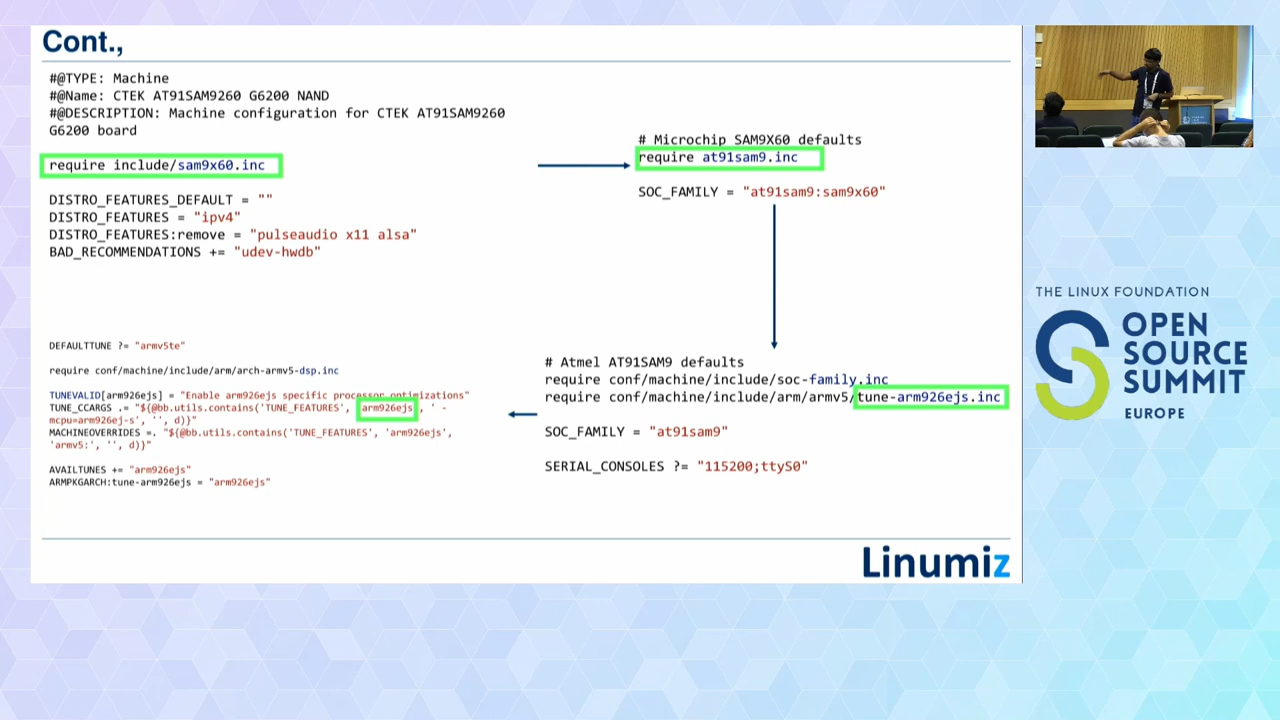 Cont.,
#@TYPE: Machine
#@Name: CTEK AT91SAM9260 G6200 NAND
#@DESCRIPTION: Machine configuration for CTEK AT91SAM9260
G6200 board
require include/sam9x60.inc
DISTRO_FEATURES_DEFAULT = ""
DISTRO_FEATURES = "ipv4"
DISTRO_FEATURES:remove = "pulseaudio x11 alsa"
BAD_RECOMMENDATIONS += "udev-hwdb"
# Microchip SAM9X60 defaults
require at91sam9.inc
SOC_FAMILY = "at91sam9:sam9x60"
# Atmel AT91SAM9 defaults
require conf/machine/include/soc-family.inc
require conf/machine/include/arm/armv5/tune-arm926ejs.inc
SOC_FAMILY = "at91sam9"
SERIAL_CONSOLES ?= "115200;ttyS0"
DEFAULTTUNE ?= "armv5te"
require conf/machine/include/arm/arch-armv5-dsp.inc
TUNEVALID[arm926ejs] = "Enable arm926ejs specific processor optimizations"
TUNE_CCARGS .= "${@bb.utils.contains('TUNE_FEATURES', 'arm926ejs', ' -
mcpu=arm926ej-s', '', d)}"
MACHINEOVERRIDES =. "${@bb.utils.contains('TUNE_FEATURES', 'arm926ejs',
'armv5:', '', d)}"
AVAILTUNES += "arm926ejs"
ARMPKGARCH:tune-arm926ejs = "arm926ejs"
Linumiz
THE LINUX FOUNDATION
OPEN
SOURCE
SUMMIT
EUROPE